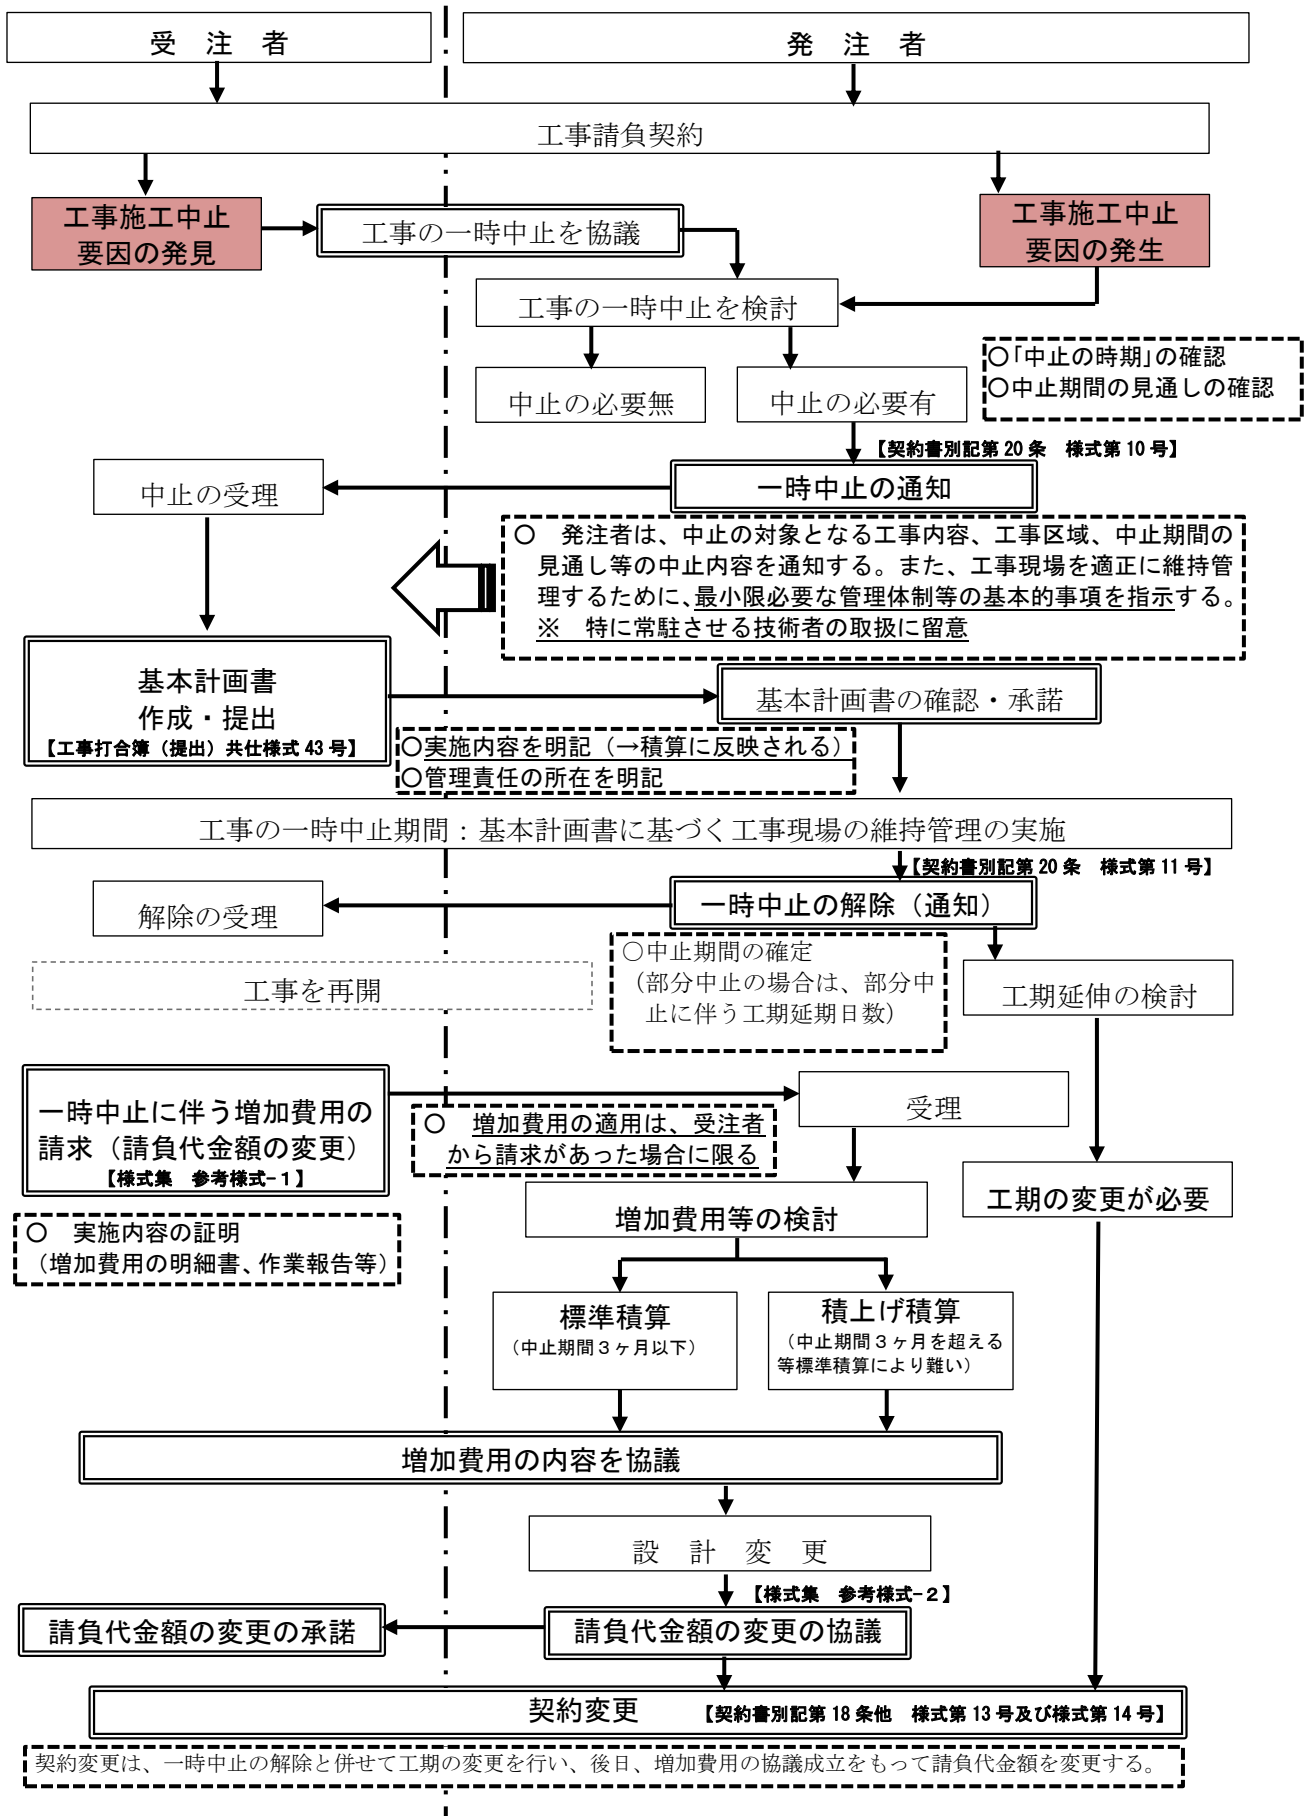 受　注　者
発　注　者
工事請負契約
工事施工中止
要因の発見
工事の一時中止を協議
工事施工中止
要因の発生
工事の一時中止を検討
○「中止の時期」の確認
○中止期間の見通しの確認
中止の必要無
中止の必要有
【契約書別記第20条　様式第10号】
中止の受理
一時中止の通知
○　発注者は、中止の対象となる工事内容、工事区域、中止期間の
見通し等の中止内容を通知する。また、工事現場を適正に維持管
理するために、最小限必要な管理体制等の基本的事項を指示する。
※　特に常駐させる技術者の取扱に留意
基本計画書
作成・提出
【工事打合簿（提出）共仕様式43号】
基本計画書の確認・承諾
○実施内容を明記（→積算に反映される）
○管理責任の所在を明記
工事の一時中止期間：基本計画書に基づく工事現場の維持管理の実施
【契約書別記第20条　様式第11号】
解除の受理
一時中止の解除（通知）
○中止期間の確定
（部分中止の場合は、部分中
止に伴う工期延期日数）
工事を再開
工期延伸の検討
一時中止に伴う増加費用の
請求（請負代金額の変更）
【様式集　参考様式-１】
受理
○　増加費用の適用は、受注者
から請求があった場合に限る
工期の変更が必要
増加費用等の検討
○　実施内容の証明
（増加費用の明細書、作業報告等）
標準積算
（中止期間３ヶ月以下）
積上げ積算
（中止期間３ヶ月を超える
等標準積算により難い）
増加費用の内容を協議
設　計　変　更
【様式集　参考様式-２】
請負代金額の変更の承諾
請負代金額の変更の協議
契約変更　【契約書別記第18条他　様式第13号及び様式第14号】
契約変更は、一時中止の解除と併せて工期の変更を行い、後日、増加費用の協議成立をもって請負代金額を変更する。